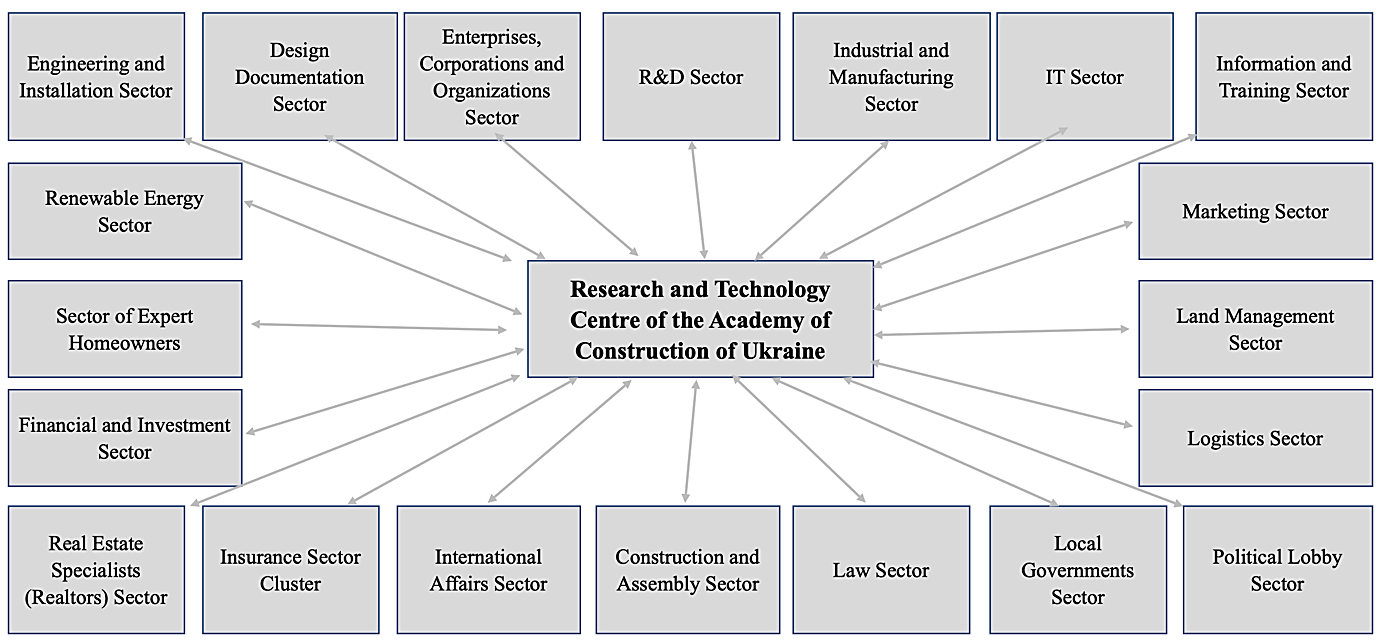 Engineering and
Installation Sector
Design
Documentation
Sector
Enterprises,
Corporations and
Organizations
Sector
R&D Sector
Industrial and
Manufacturing
Sector
IT Sector
Information and
Training Sector
Renewable Energy
Sector
Marketing Sector
Research and Technology
Centre of the Academy of
Construction of Ukraine
Sector of Expert
Homeowners
Land Management
Sector
Financial and Investment
Sector
Logistics Sector
Real Estate
Specialists
(Realtors) Sector
Insurance Sector
Cluster
International
Affairs Sector
Construction and
Assembly Sector
Law Sector
Local
Governments
Sector
Political Lobby
Sector